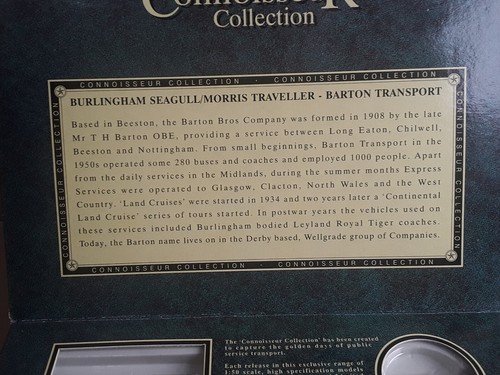 Connoisseur
Collection
CONNOISSEUR COLLECTION · CONNOISSEUR COLLECTION
BURLINGHAM SEAGULL/MORRIS TRAVELLER - BARTON TRANSPORT
Based in Beeston, the Barton Bros Company was formed in 1908 by the late
Mr T H Barton OBE, providing a service between Long Eaton, Chilwell,
Beeston and Nottingham. From small beginnings, Barton Transport in the
1950s operated some 280 buses and coaches and employed 1000 people. Apart
from the daily services in the Midlands, during the summer months Express
Services were operated to Glasgow, Clacton, North Wales and the West
Country. 'Land Cruises' were started in 1934 and two years later a 'Continental
Land Cruise' series of tours started. In postwar years the vehicles used on
these services included Burlingham bodied Leyland Royal Tiger coaches.
Today, the Barton name lives on in the Derby based, Wellgrade group of Companies.
CONNOISSEUR COLLECTION
CONNOISSEUR COLLECTION
CONNOISSEUR COLLECTION · CONNOISSEUR COLLECTION
The 'Connoisseur Collection' has been created
to capture the golden days of public
service transport.
Each release in this exclusive range of
1:50 scale, high specification models